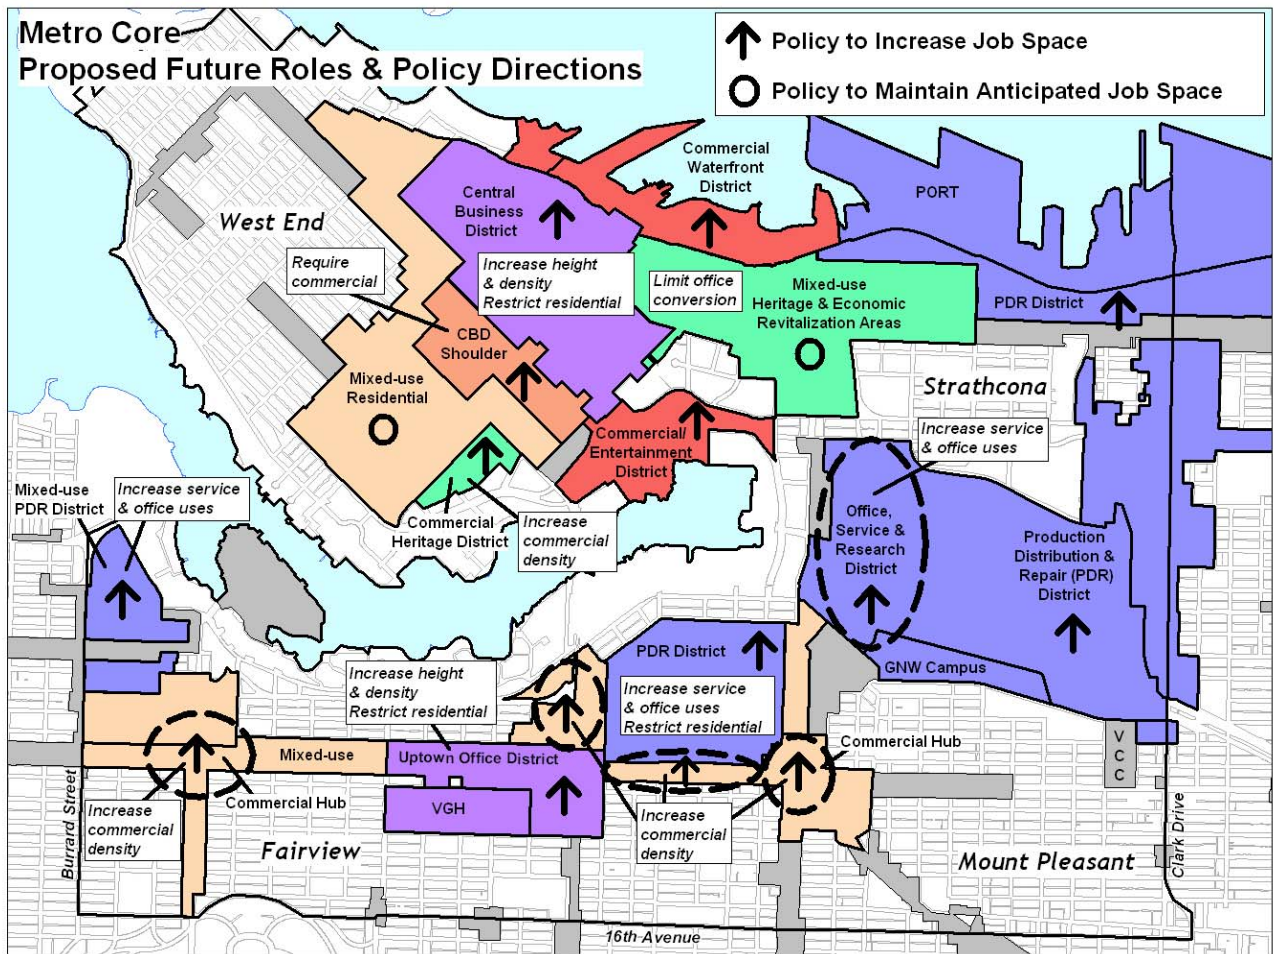 Metro Core
Proposed Future Roles & Policy Directions
Policy to Increase Job Space
Policy to Maintain Anticipated Job Space
Commercial
Waterfront
District
PORT
West End
Central
Business
District
Require
commercial
Increase height
& density
Restrict residential
Limit office
conversion
Mixed-use
Heritage & Economic
Revitalization Areas
PDR District
CBD
Shoulder
Mixed-use
Residential
Strathcona
Increase service
& office uses
Commercial/
Entertainment
District
Mixed-use
PDR District
Increase service
& office uses
Commercial
Heritage District
Increase
commercial
density
Office,
Service &
Research
District
Production
Distribution &
Repair (PDR)
District
PDR District
GNW Campus
Increase height
& density
Restrict residential
Increase service
& office uses
Restrict residential
Mixed-use
Uptown Office District
Commercial Hub
VCC
Burrard Street
Increase
commercial
density
Commercial Hub
VGH
Increase
commercial
density
Fairview
Mount Pleasant
Clark Drive
16th Avenue